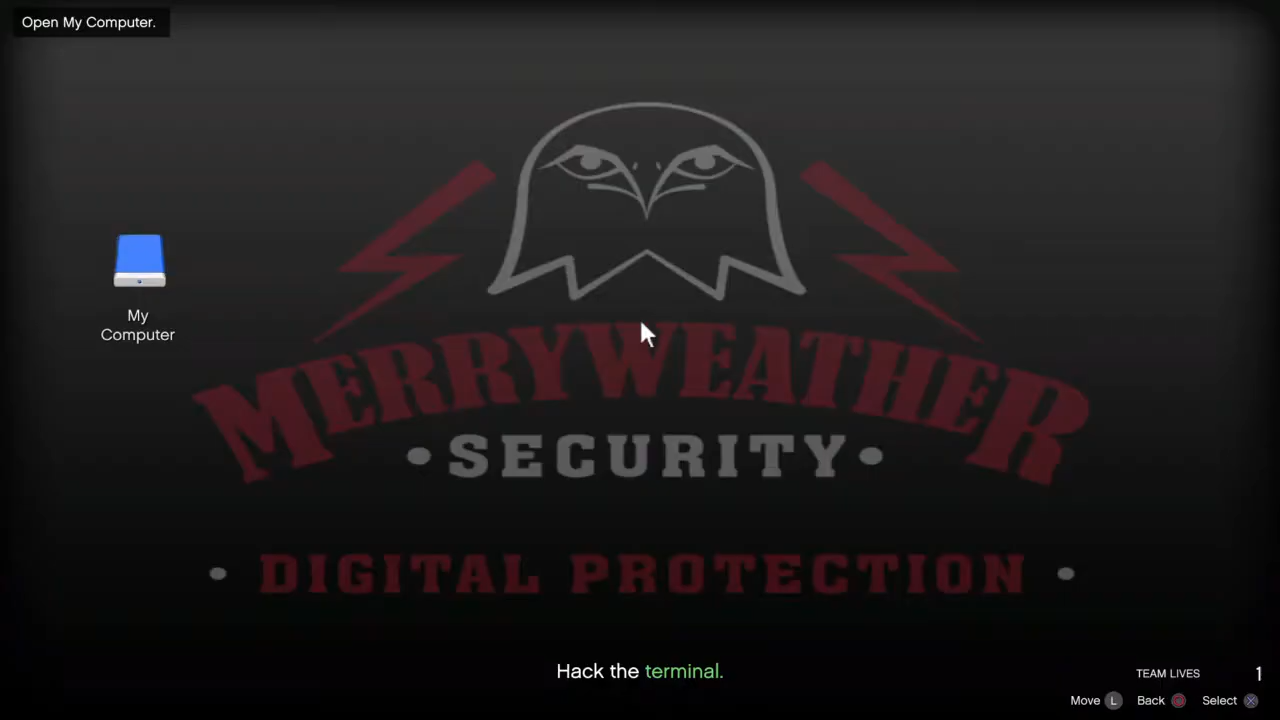 Open My Computer.
My
Computer
MERRYWEATHER
• SECURITY •
• DIGITAL PROTECTION •
Hack the terminal.
TEAM LIVES 1
Move L Back Select